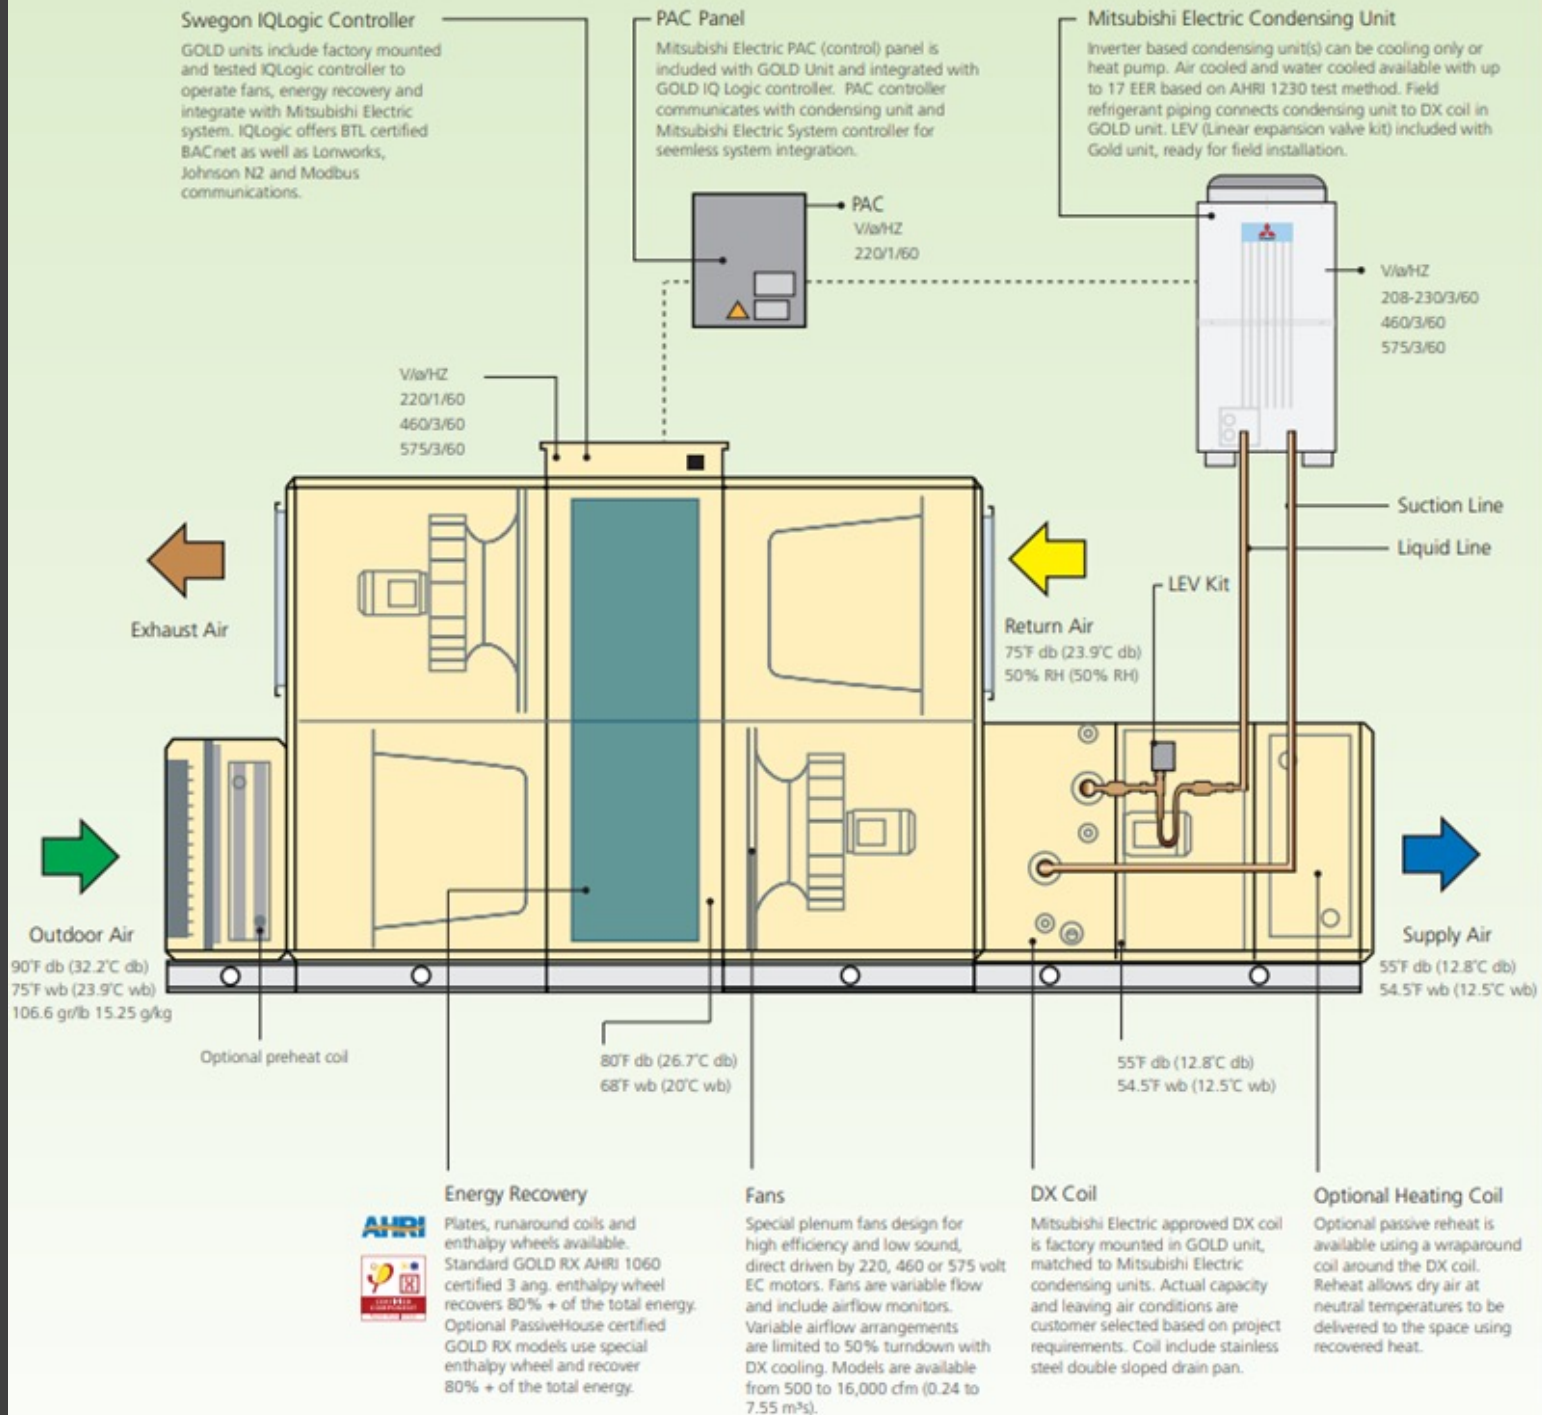 Swegon IQLogic Controller
GOLD units include factory mounted
and tested IQLogic controller to
operate fans, energy recovery and
integrate with Mitsubishi Electric
system. IQLogic offers BTL certified
BACnet as well as Lonworks,
Johnson N2 and Modbus
communications.
PAC Panel
Mitsubishi Electric PAC (control) panel is
included with GOLD Unit and integrated with
GOLD IQ Logic controller. PAC controller
communicates with condensing unit and
Mitsubishi Electric System controller for
seemless system integration.
Mitsubishi Electric Condensing Unit
Inverter based condensing unit(s) can be cooling only or
heat pump. Air cooled and water cooled available with up
to 17 EER based on AHRI 1230 test method. Field
refrigerant piping connects condensing unit to DX coil in
GOLD unit. LEV (Linear expansion valve kit) included with
Gold unit, ready for field installation.
PAC
V/ø/HZ
220/1/60
V/ø/HZ
208-230/3/60
460/3/60
575/3/60
V/ø/HZ
220/1/60
460/3/60
575/3/60
Suction Line
Liquid Line
LEV Kit
Exhaust Air
Return Air
75°F db (23.9°C db)
50% RH (50% RH)
Outdoor Air
90°F db (32.2°C db)
75°F wb (23.9°C wb)
106.6 gr/lb 15.25 g/kg
Supply Air
55°F db (12.8°C db)
54.5°F wb (12.5°C wb)
Optional preheat coil
80°F db (26.7°C db)
68°F wb (20°C wb)
55°F db (12.8°C db)
54.5°F wb (12.5°C wb)
AHRI
CERTIFIED
COMPONENT
Energy Recovery
Plates, runaround coils and
enthalpy wheels available.
Standard GOLD RX AHRI 1060
certified 3 ang. enthalpy wheel
recovers 80% + of the total energy.
Optional PassiveHouse certified
GOLD RX models use special
enthalpy wheel and recover
80% + of the total energy.
Fans
Special plenum fans design for
high efficiency and low sound,
direct driven by 220, 460 or 575 volt
EC motors. Fans are variable flow
and include airflow monitors.
Variable airflow arrangements
are limited to 50% turndown with
DX cooling. Models are available
from 500 to 16,000 cfm (0.24 to
7.55 m³s).
DX Coil
Mitsubishi Electric approved DX coil
is factory mounted in GOLD unit,
matched to Mitsubishi Electric
condensing units. Actual capacity
and leaving air conditions are
customer selected based on project
requirements. Coil include stainless
steel double sloped drain pan.
Optional Heating Coil
Optional passive reheat is
available using a wraparound
coil around the DX coil.
Reheat allows dry air at
neutral temperatures to be
delivered to the space using
recovered heat.